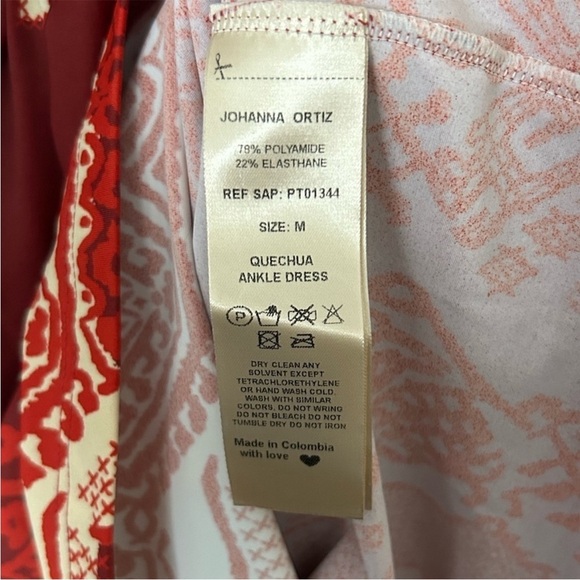 JOHANNA ORTIZ
78% POLYAMIDE
22% ELASTHANE
REF SAP: PT01344
SIZE: M
QUECHUA
ANKLE DRESS
P
DRY CLEAN ANY
SOLVENT EXCEPT
TETRACHLORETHYLENE
OR HAND WASH COLD.
WASH WITH SIMILAR
COLORS, DO NOT WRING
DO NOT BLEACH DO NOT
TUMBLE DRY DO NOT IRON
Made in Colombia
with love